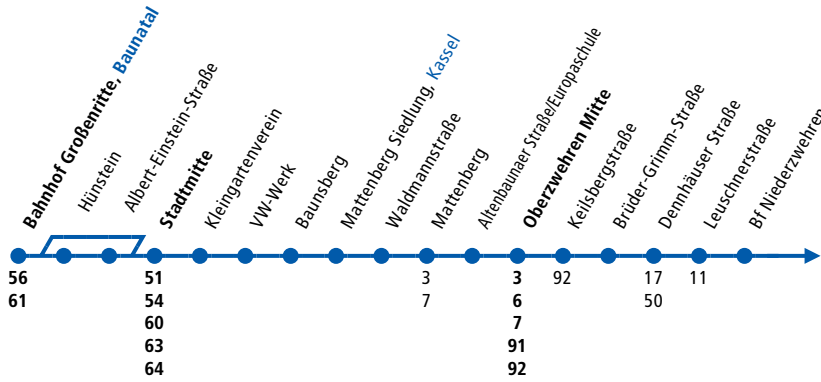 Bahnhof Großenritte, Baunatal
Hünstein
Albert-Einstein-Straße
Stadtmitte
Kleingartenverein
VW-Werk
Baunsberg
Mattenberg Siedlung, Kassel
Waldmannstraße
Mattenberg
Altenbaunaer Straße/Europaschule
Oberzwehren Mitte
Keilsbergstraße
Brüder-Grimm-Straße
Dennhäuser Straße
Leuschnerstraße
Bf Niederzwehren
56 51 3 3 92 17 11
61 54 7 6 50
60 7
63 91
64 92